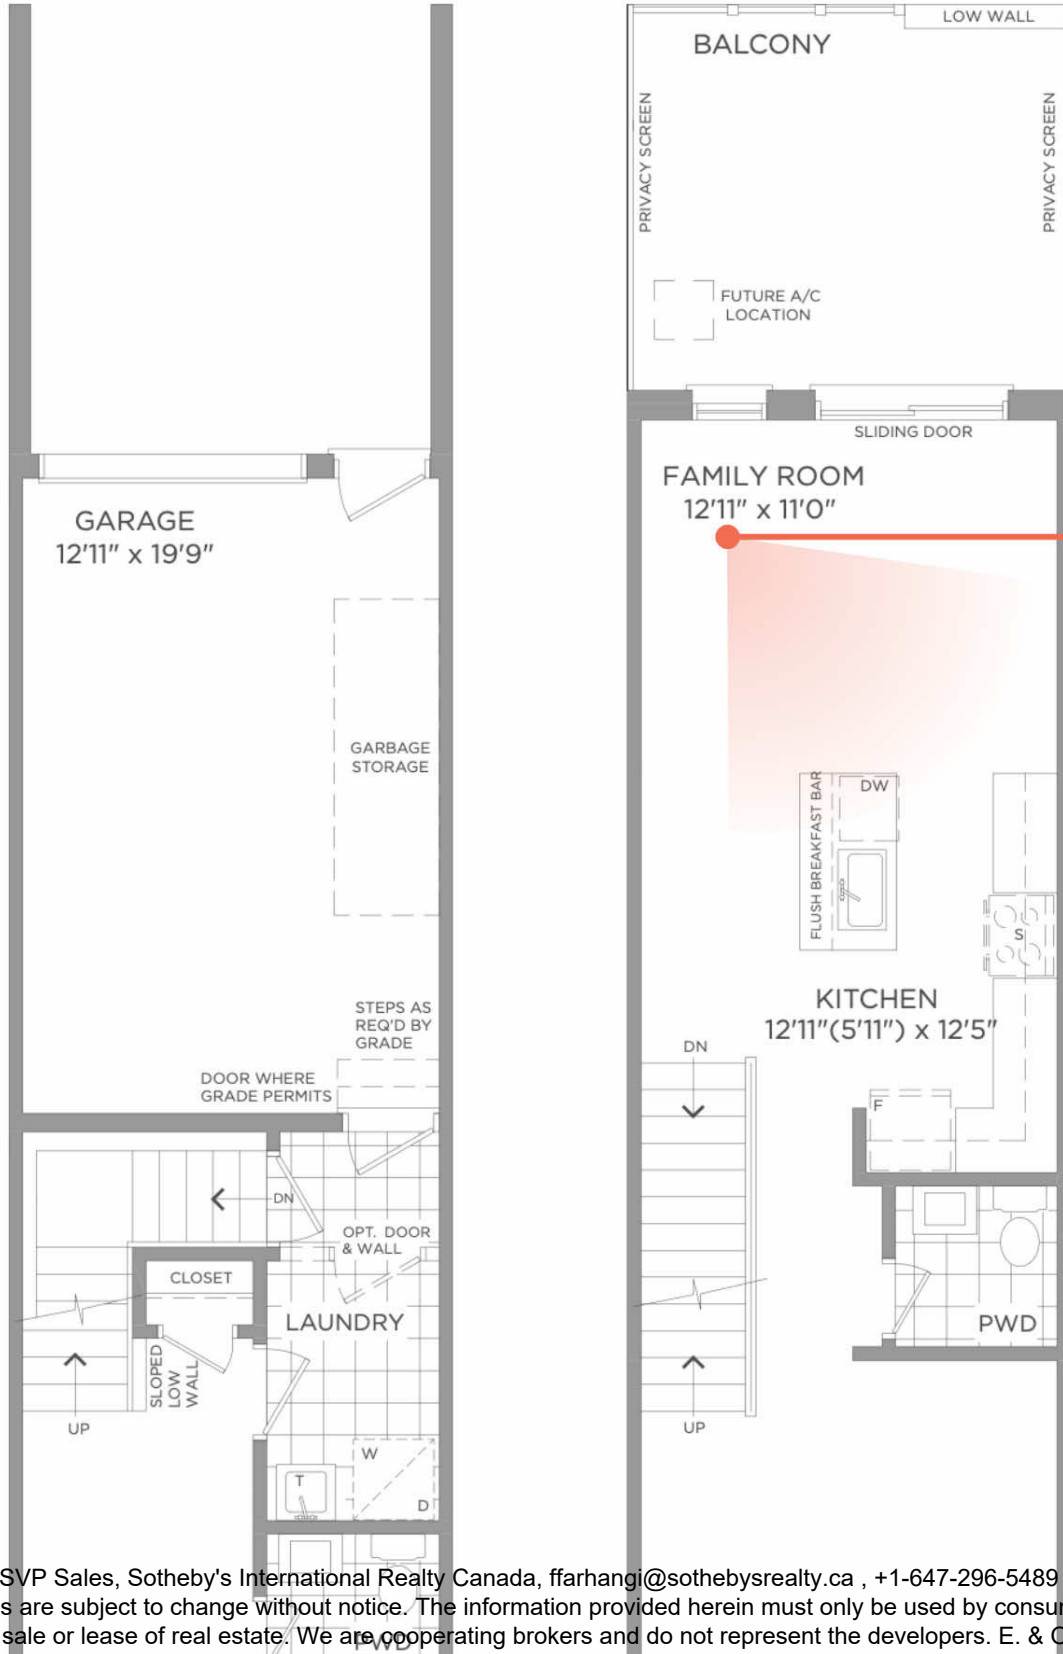 LOW WALL
BALCONY
PRIVACY SCREEN
PRIVACY SCREEN
FUTURE A/C
LOCATION
SLIDING DOOR
FAMILY ROOM
12'11" x 11'0"
GARAGE
12'11" x 19'9"
GARBAGE
STORAGE
STEPS AS
REQ'D BY
GRADE
DOOR WHERE
GRADE PERMITS
DN
OPT. DOOR
& WALL
CLOSET
LAUNDRY
SLOPED
LOW
WALL
UP
W
T
D
PWD
DW
FLUSH BREAKFAST BAR
S
KITCHEN
12'11"(5'11") x 12'5"
DN
F
PWD
UP
SVP Sales, Sotheby's International Realty Canada, ffarhangi@sothebysrealty.ca , +1-647-296-5489
s are subject to change without notice. The information provided herein must only be used by consu
sale or lease of real estate. We are cooperating brokers and do not represent the developers. E. &